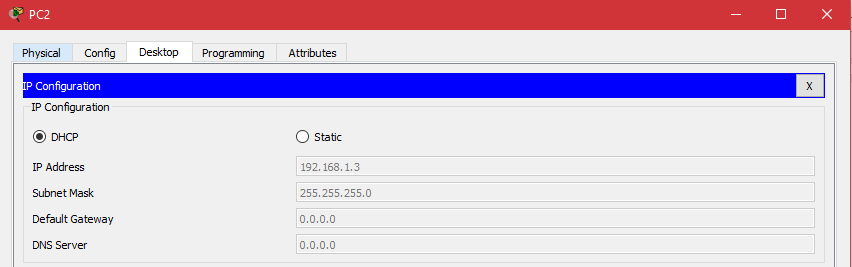 PC2
Physical Config Desktop Programming Attributes
IP Configuration X
IP Configuration
DHCP Static
IP Address 192.168.1.3
Subnet Mask 255.255.255.0
Default Gateway 0.0.0.0
DNS Server 0.0.0.0